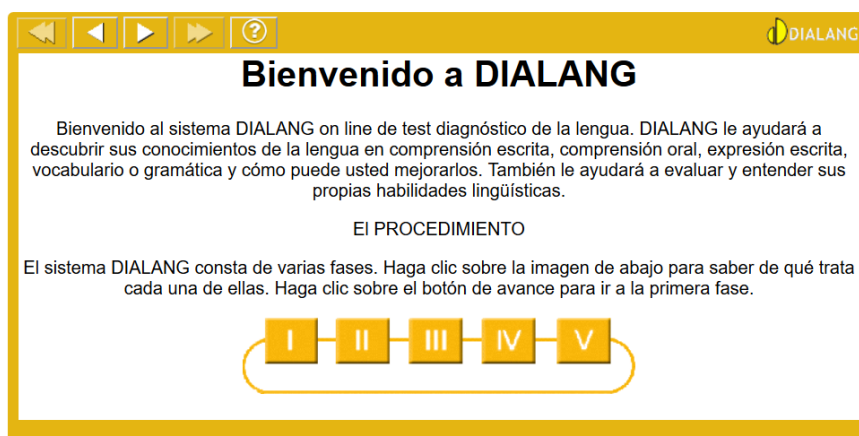 ?
DIALANG
Bienvenido a DIALANG
Bienvenido al sistema DIALANG on line de test diagnóstico de la lengua. DIALANG le ayudará a
descubrir sus conocimientos de la lengua en comprensión escrita, comprensión oral, expresión escrita,
vocabulario o gramática y cómo puede usted mejorarlos. También le ayudará a evaluar y entender sus
propias habilidades lingüísticas.
El PROCEDIMIENTO
El sistema DIALANG consta de varias fases. Haga clic sobre la imagen de abajo para saber de qué trata
cada una de ellas. Haga clic sobre el botón de avance para ir a la primera fase.
I II III IV V